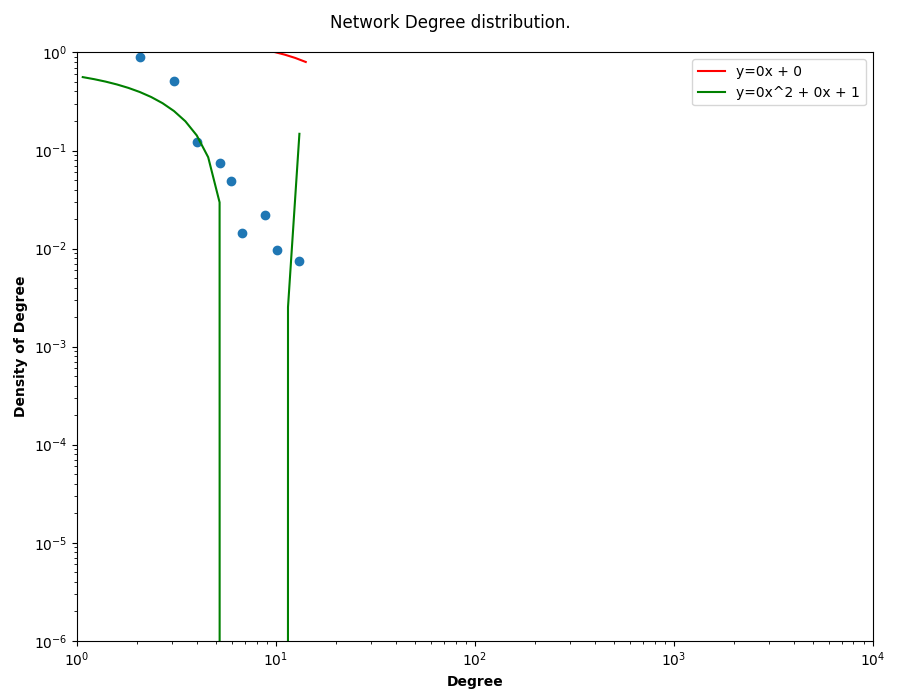 Network Degree distribution.
10^0
10^-1
10^-2
10^-3
10^-4
10^-5
10^-6
Density of Degree
y=0x + 0
y=0x^2 + 0x + 1
10^0 10^1 10^2 10^3 10^4
Degree